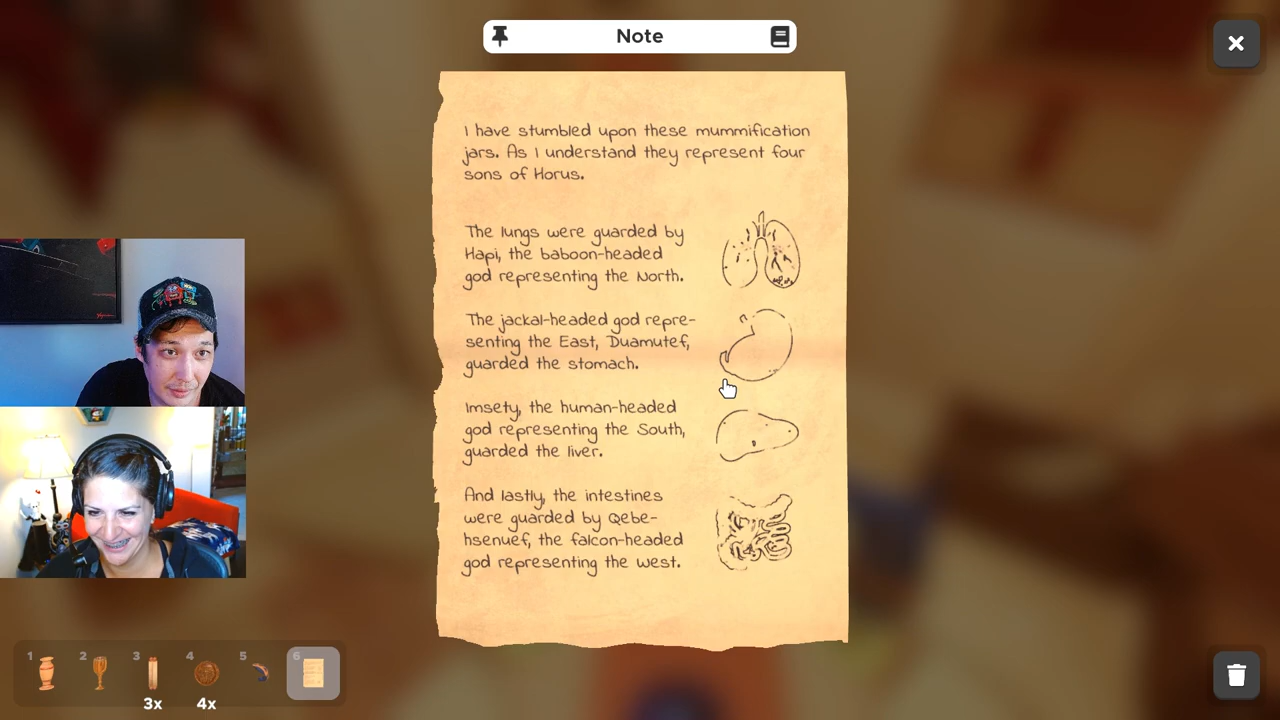 Note
I have stumbled upon these mummification
jars. As I understand they represent four
sons of Horus.
The lungs were guarded by
Hapi, the baboon-headed
god representing the North.
The jackal-headed god repre-
senting the East, Duamutef,
guarded the stomach.
Imsety, the human-headed
god representing the South,
guarded the liver.
And lastly, the intestines
were guarded by Qebe-
hsenuef, the falcon-headed
god representing the west.
1 2 3 4 5 6
3x 4x